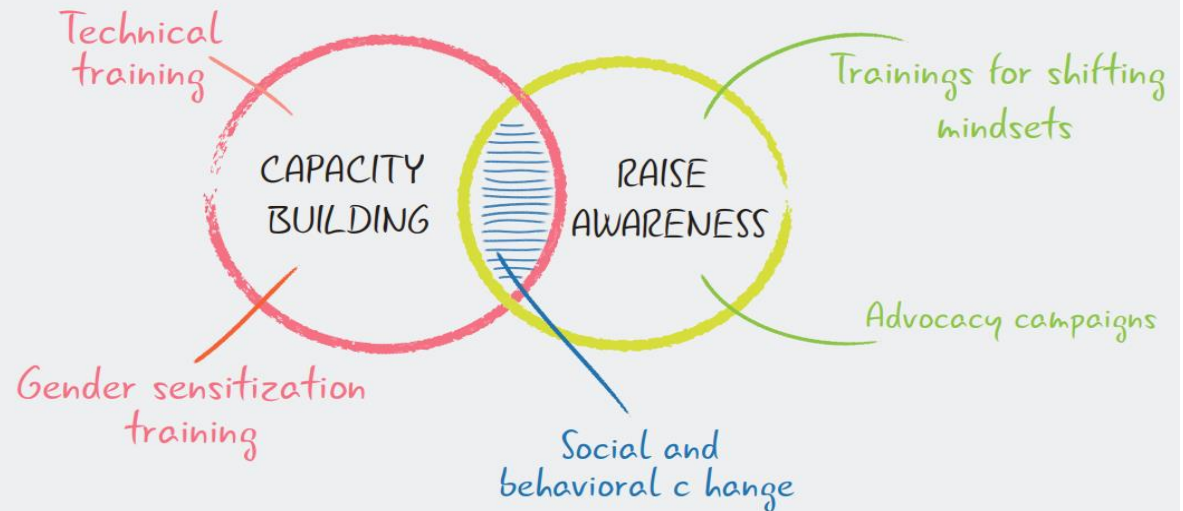 Technical
training
CAPACITY
BUILDING
Gender sensitization
training
RAISE
AWARENESS
Trainings for shifting
mindsets
Advocacy campaigns
Social and
behavioral c hange